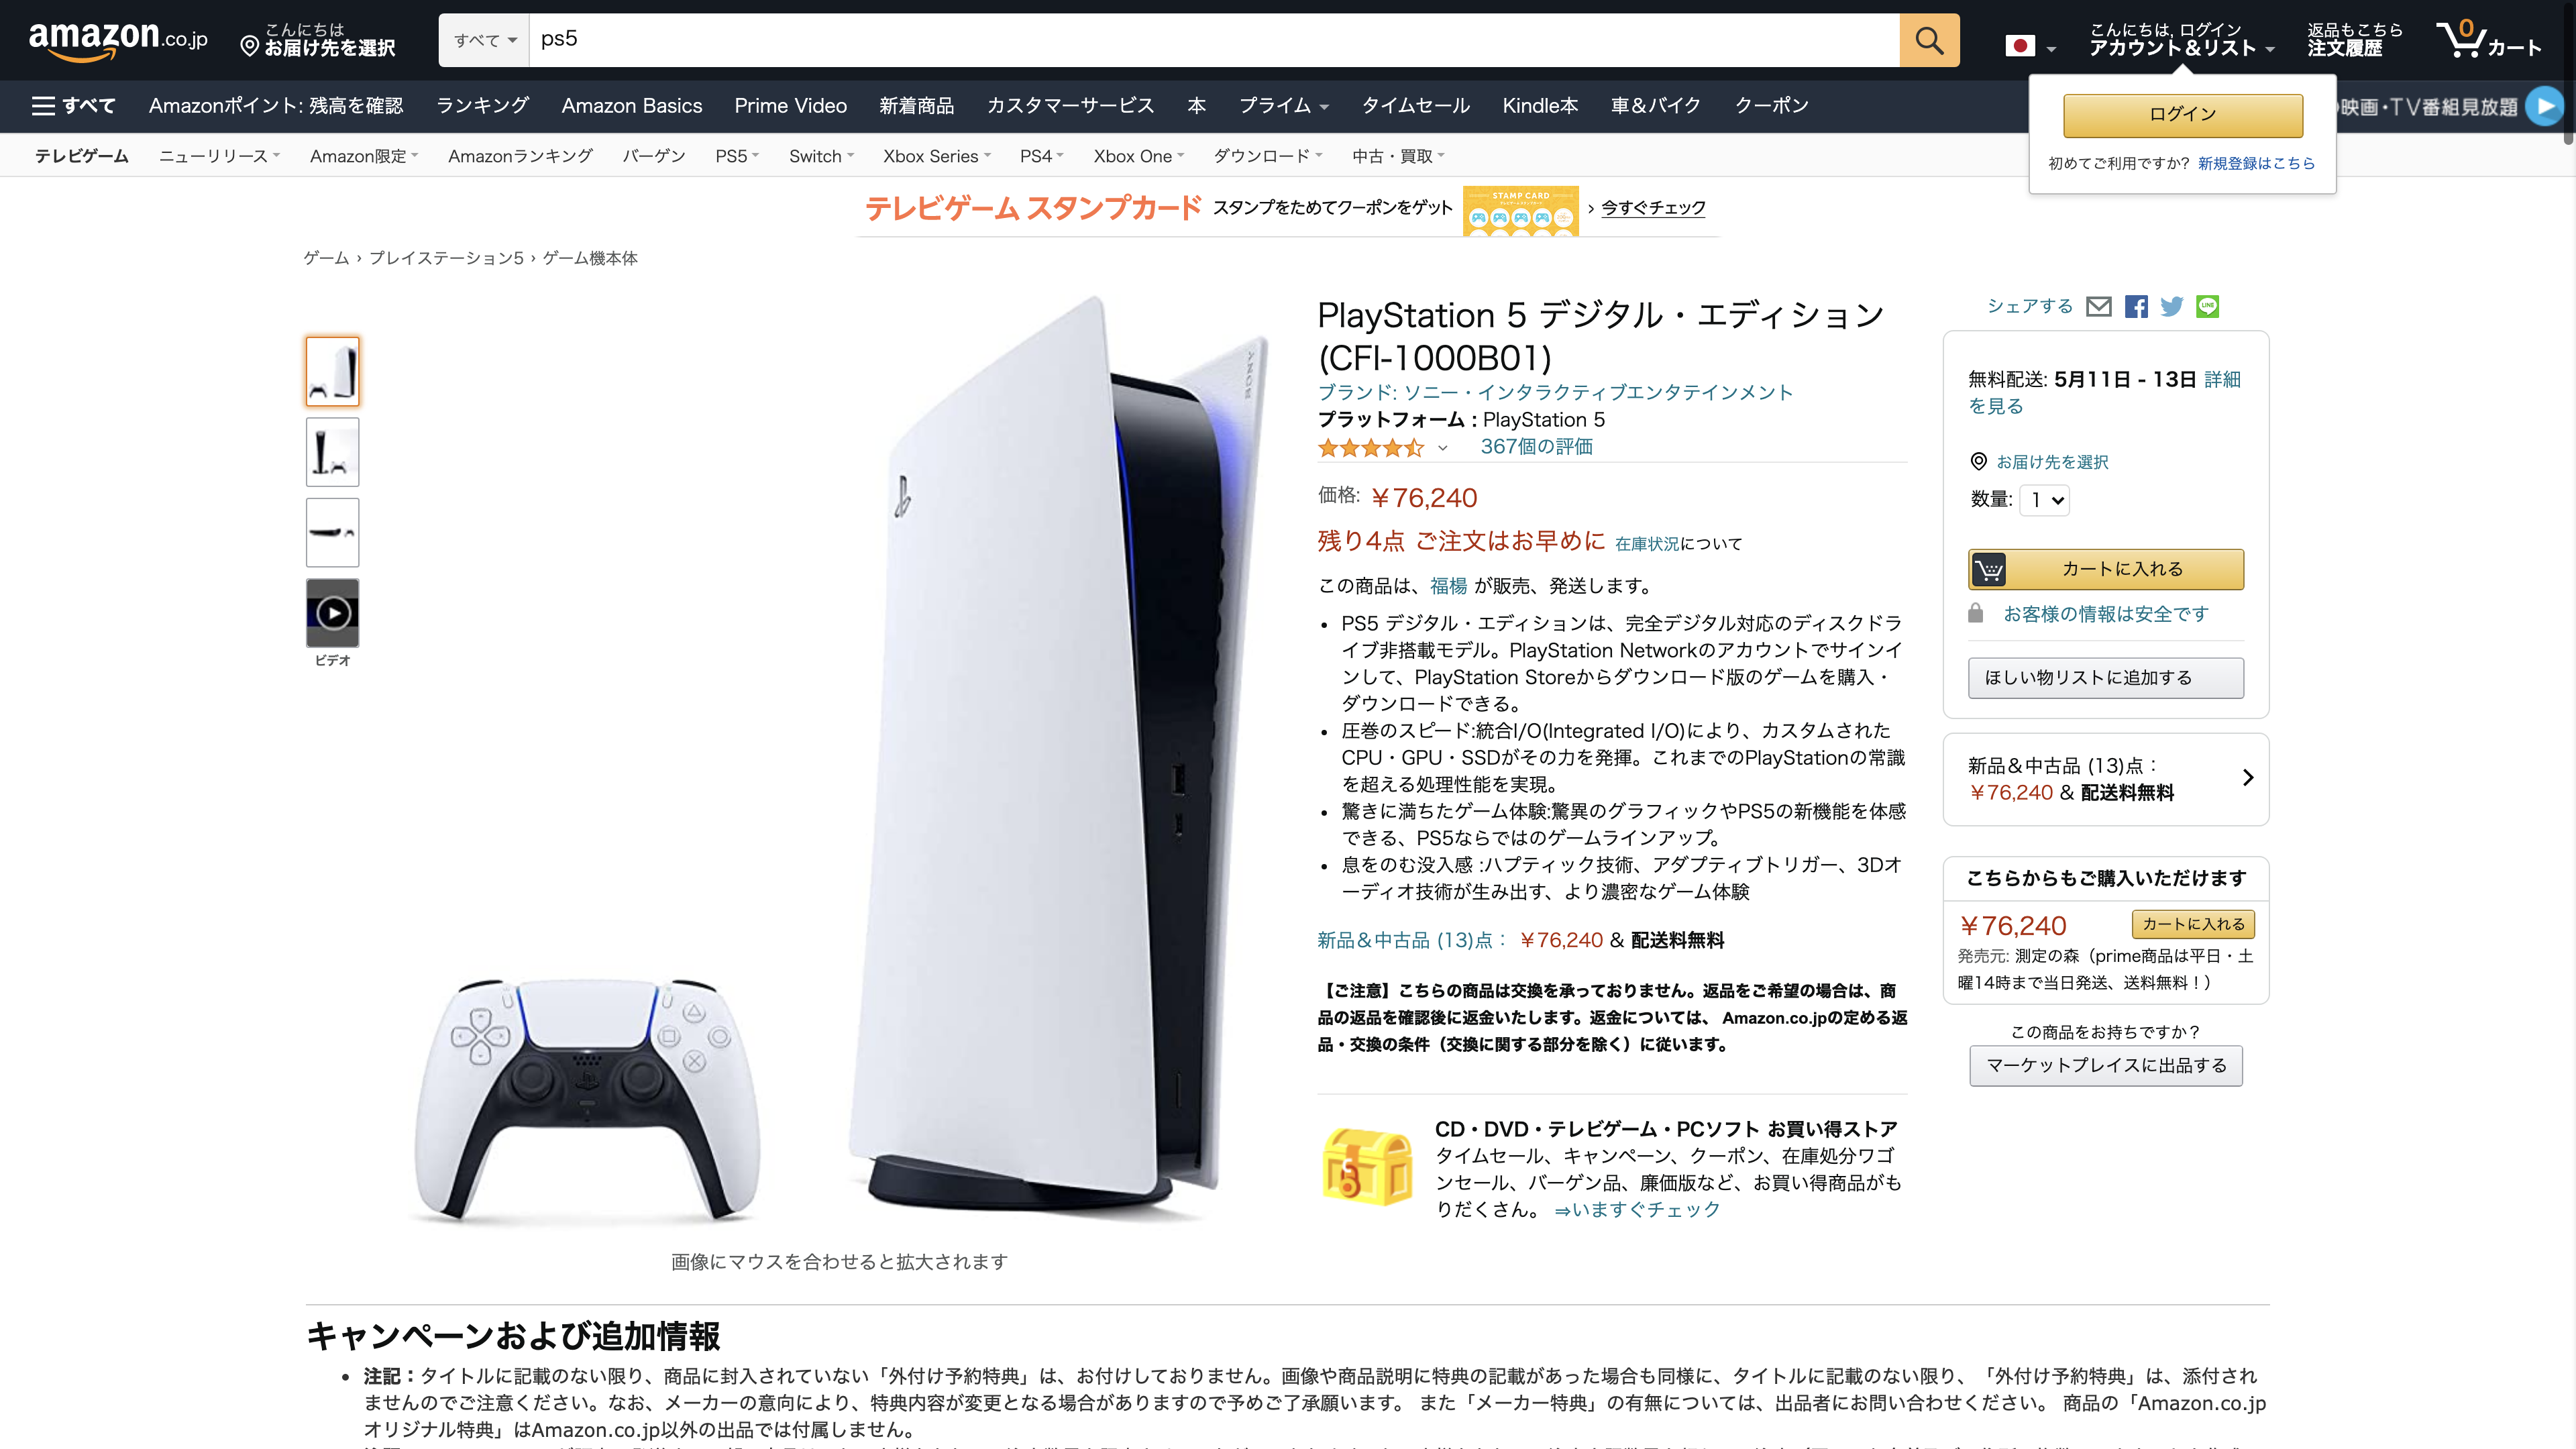 amazon.co.jp
こんにちは
お届け先を選択
すべて
ps5
こんにちは, ログイン
アカウント＆リスト
返品もこちら
注文履歴
0
カート
すべて
Amazonポイント: 残高を確認
ランキング
Amazon Basics
Prime Video
新着商品
カスタマーサービス
本
プライム
タイムセール
Kindle本
車＆バイク
クーポン
映画・TV番組見放題
ログイン
初めてご利用ですか? 新規登録はこちら
テレビゲーム
ニューリリース
Amazon限定
Amazonランキング
バーゲン
PS5
Switch
Xbox Series
PS4
Xbox One
ダウンロード
中古・買取
テレビゲーム スタンプカード
スタンプをためてクーポンをゲット
STAMP CARD
› 今すぐチェック
ゲーム › プレイステーション5 › ゲーム機本体
ビデオ
画像にマウスを合わせると拡大されます
PlayStation 5 デジタル・エディション
(CFI-1000B01)
ブランド: ソニー・インタラクティブエンタテインメント
プラットフォーム : PlayStation 5
367個の評価
価格: ￥76,240
残り4点 ご注文はお早めに 在庫状況について
この商品は、福楊 が販売、発送します。
• PS5 デジタル・エディションは、完全デジタル対応のディスクドラ
イブ非搭載モデル。PlayStation Networkのアカウントでサインイ
ンして、PlayStation Storeからダウンロード版のゲームを購入・
ダウンロードできる。
• 圧巻のスピード:統合I/O(Integrated I/O)により、カスタムされた
CPU・GPU・SSDがその力を発揮。これまでのPlayStationの常識
を超える処理性能を実現。
• 驚きに満ちたゲーム体験:驚異のグラフィックやPS5の新機能を体感
できる、PS5ならではのゲームラインアップ。
• 息をのむ没入感 :ハプティック技術、アダプティブトリガー、3Dオ
ーディオ技術が生み出す、より濃密なゲーム体験
新品＆中古品 (13)点： ￥76,240 & 配送料無料
【ご注意】こちらの商品は交換を承っておりません。返品をご希望の場合は、商
品の返品を確認後に返金いたします。返金については、 Amazon.co.jpの定める返
品・交換の条件（交換に関する部分を除く）に従います。
CD・DVD・テレビゲーム・PCソフト お買い得ストア
タイムセール、キャンペーン、クーポン、在庫処分ワゴ
ンセール、バーゲン品、廉価版など、お買い得商品がも
りだくさん。 ⇒いますぐチェック
シェアする
LINE
無料配送: 5月11日 - 13日 詳細
を見る
お届け先を選択
数量: 1
カートに入れる
お客様の情報は安全です
ほしい物リストに追加する
新品＆中古品 (13)点：
￥76,240 & 配送料無料
こちらからもご購入いただけます
￥76,240
カートに入れる
発売元: 測定の森（prime商品は平日・土
曜14時まで当日発送、送料無料！）
この商品をお持ちですか？
マーケットプレイスに出品する
キャンペーンおよび追加情報
• 注記：タイトルに記載のない限り、商品に封入されていない「外付け予約特典」は、お付けしておりません。画像や商品説明に特典の記載があった場合も同様に、タイトルに記載のない限り、「外付け予約特典」は、添付され
ませんのでご注意ください。なお、メーカーの意向により、特典内容が変更となる場合がありますので予めご了承願います。 また「メーカー特典」の有無については、出品者にお問い合わせください。 商品の「Amazon.co.jp
オリジナル特典」はAmazon.co.jp以外の出品では付属しません。